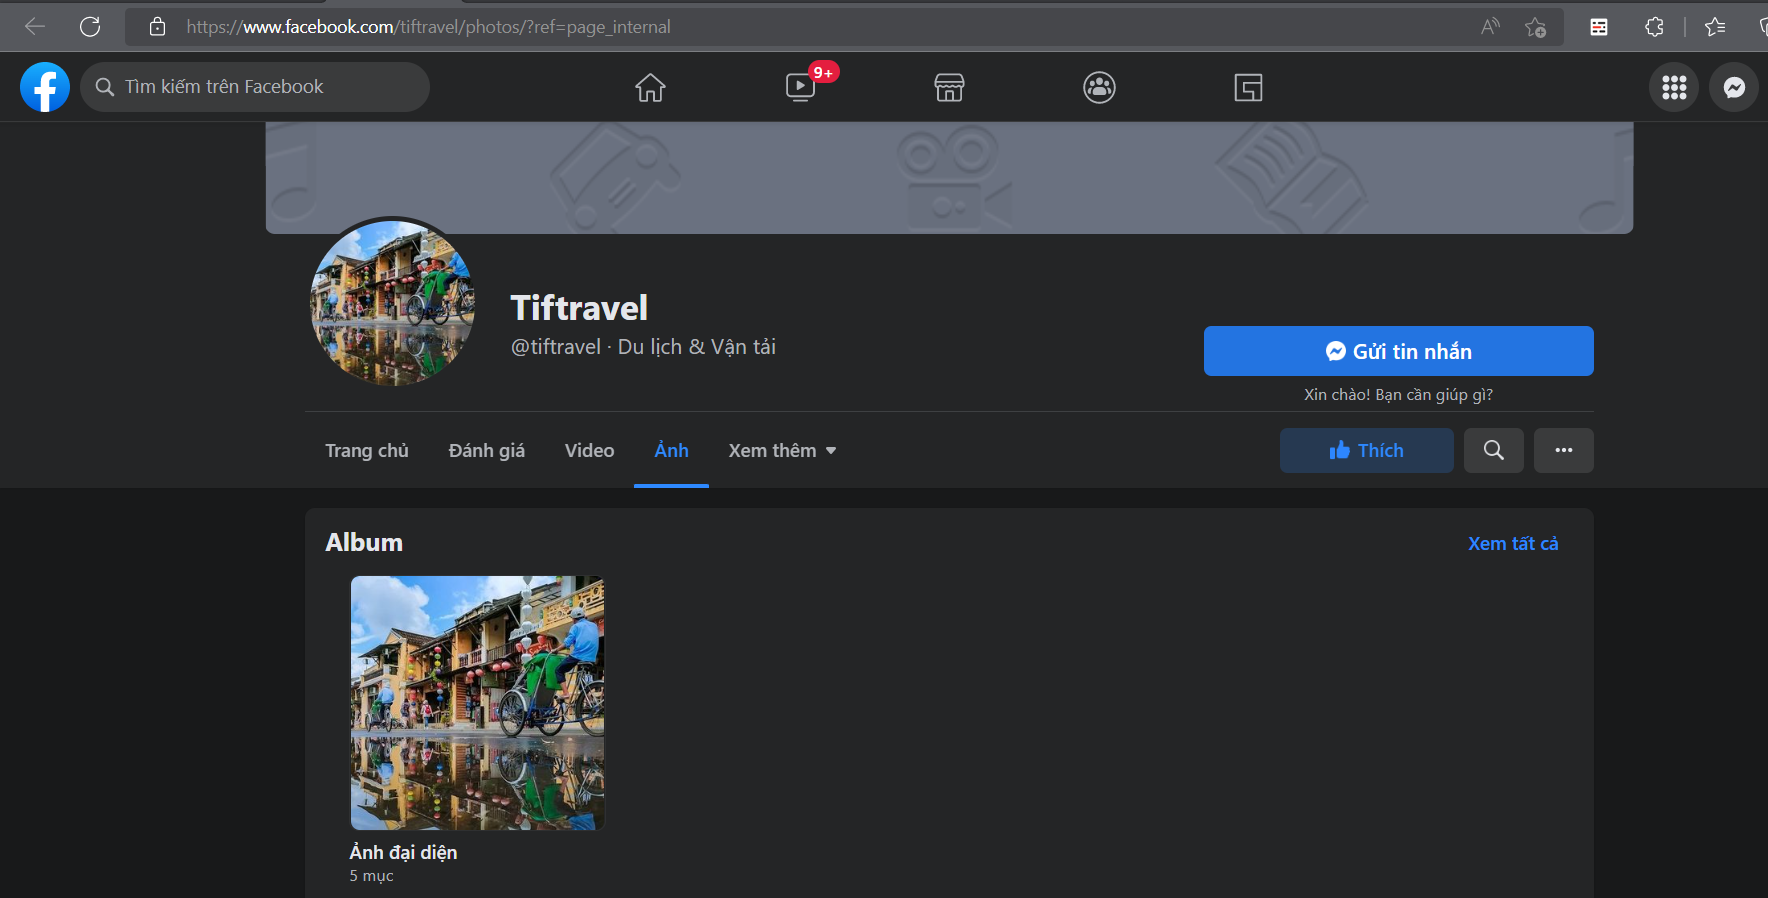 https://www.facebook.com/tiftravel/photos/?ref=page_internal
Tìm kiếm trên Facebook
9+
Tiftravel
@tiftravel · Du lịch & Vận tải
Gửi tin nhắn
Xin chào! Bạn cần giúp gì?
Trang chủ
Đánh giá
Video
Ảnh
Xem thêm
Thích
Album
Xem tất cả
Ảnh đại diện
5 mục